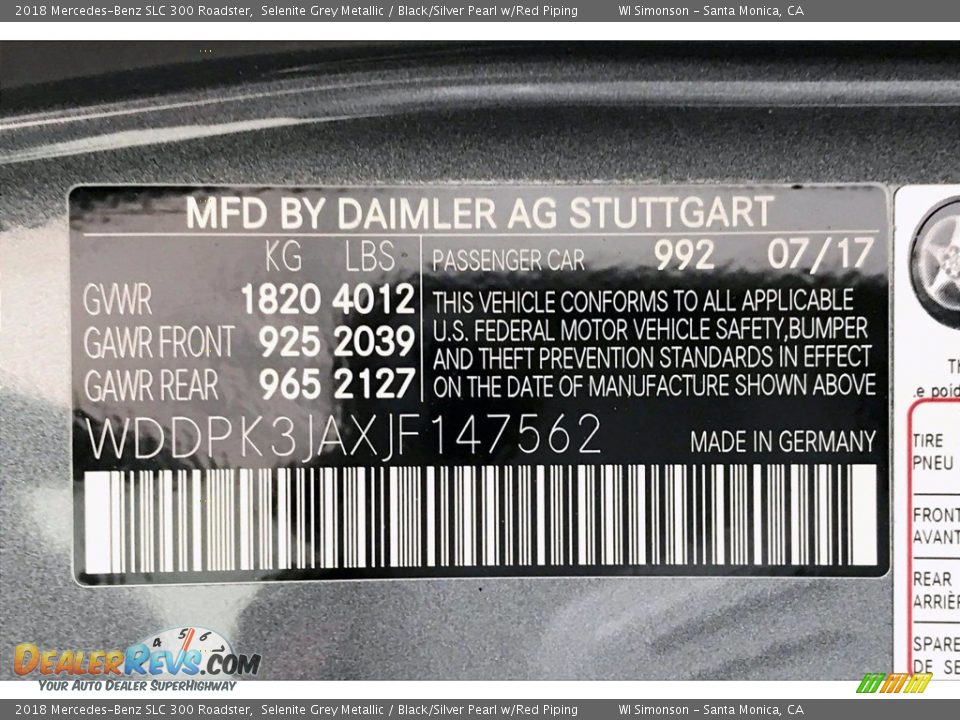 2018 Mercedes-Benz SLC 300 Roadster, Selenite Grey Metallic / Black/Silver Pearl w/Red Piping WI Simonson - Santa Monica, CA
MFD BY DAIMLER AG STUTTGART
KG LBS
PASSENGER CAR 992 07/17
GVWR 1820 4012
GAWR FRONT 925 2039
GAWR REAR 965 2127
THIS VEHICLE CONFORMS TO ALL APPLICABLE
U.S. FEDERAL MOTOR VEHICLE SAFETY,BUMPER
AND THEFT PREVENTION STANDARDS IN EFFECT
ON THE DATE OF MANUFACTURE SHOWN ABOVE
WDDPK3JAXJF147562
MADE IN GERMANY
.e poid
TIRE
PNEU
FRONT
AVANT
REAR
ARRIÈR
SPARE
DE SE
4 5 6
DEALERREVS.COM
YOUR AUTO DEALER SUPERHIGHWAY
2018 Mercedes-Benz SLC 300 Roadster, Selenite Grey Metallic / Black/Silver Pearl w/Red Piping WI Simonson - Santa Monica, CA